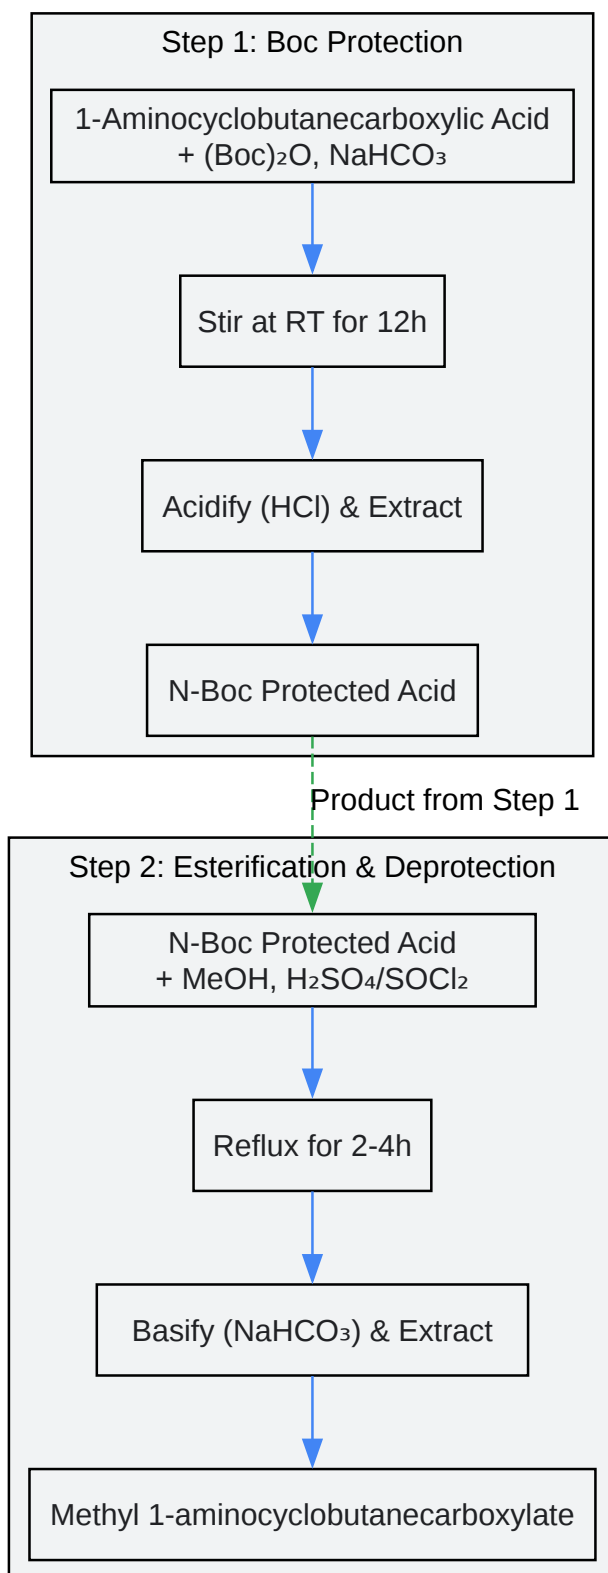 Step 1: Boc Protection
1-Aminocyclobutanecarboxylic Acid
+ (Boc)₂O, NaHCO₃
Stir at RT for 12h
Acidify (HCl) & Extract
N-Boc Protected Acid
Product from Step 1
Step 2: Esterification & Deprotection
N-Boc Protected Acid
+ MeOH, H₂SO₄/SOCl₂
Reflux for 2-4h
Basify (NaHCO₃) & Extract
Methyl 1-aminocyclobutanecarboxylate